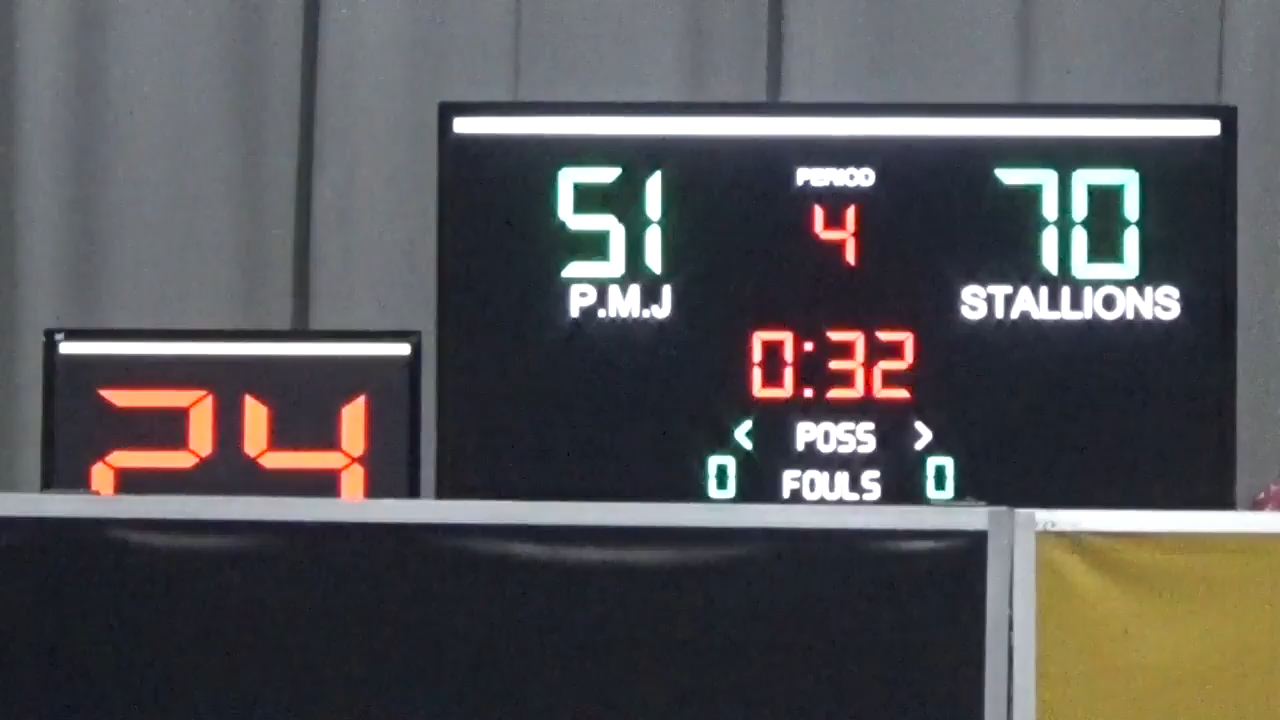 51 PERIOD 70
4
P.M.J STALLIONS
0:32
< POSS >
0 FOULS 0
24